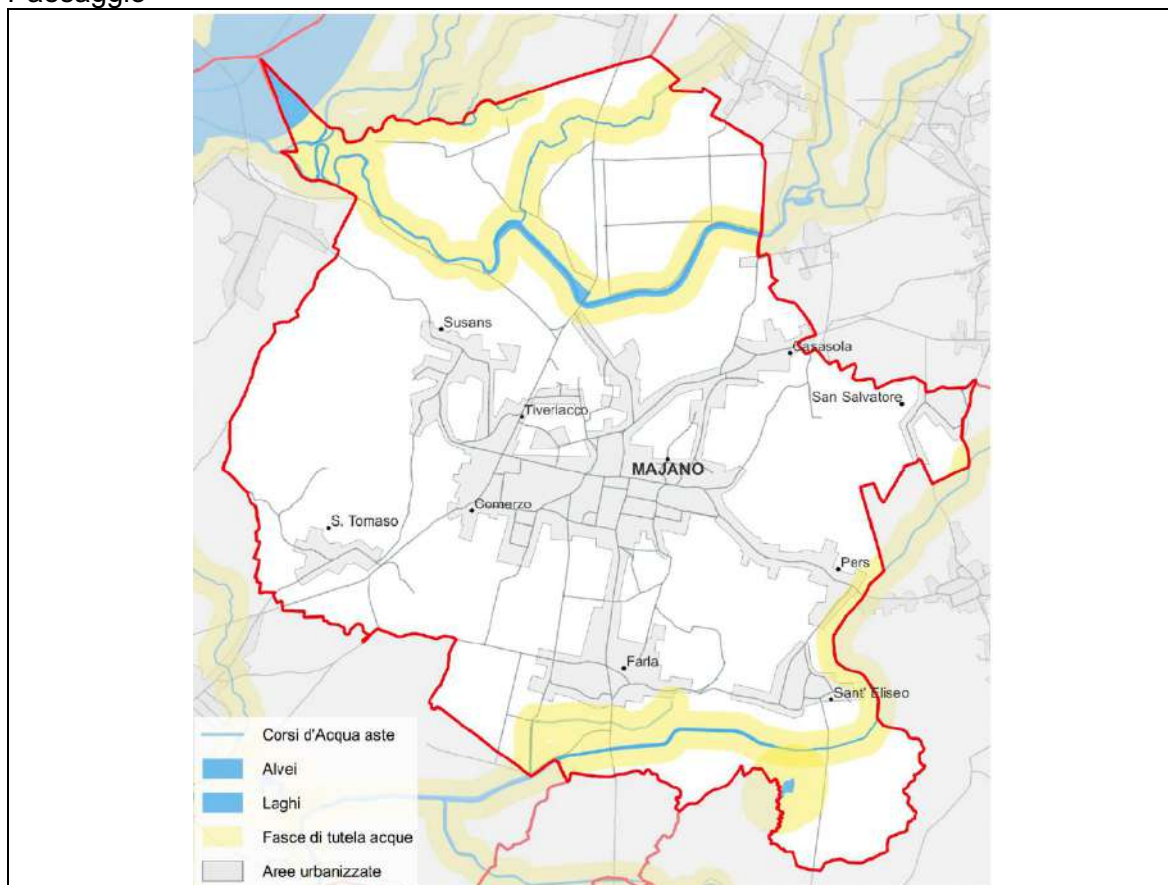 Paesaggio
Susans
Casasola
San Salvatore
Tiveriacco
MAJANO
Comerzo
S. Tomaso
Pers
Farla
Sant' Eliseo
Corsi d'Acqua aste
Alvei
Laghi
Fasce di tutela acque
Aree urbanizzate